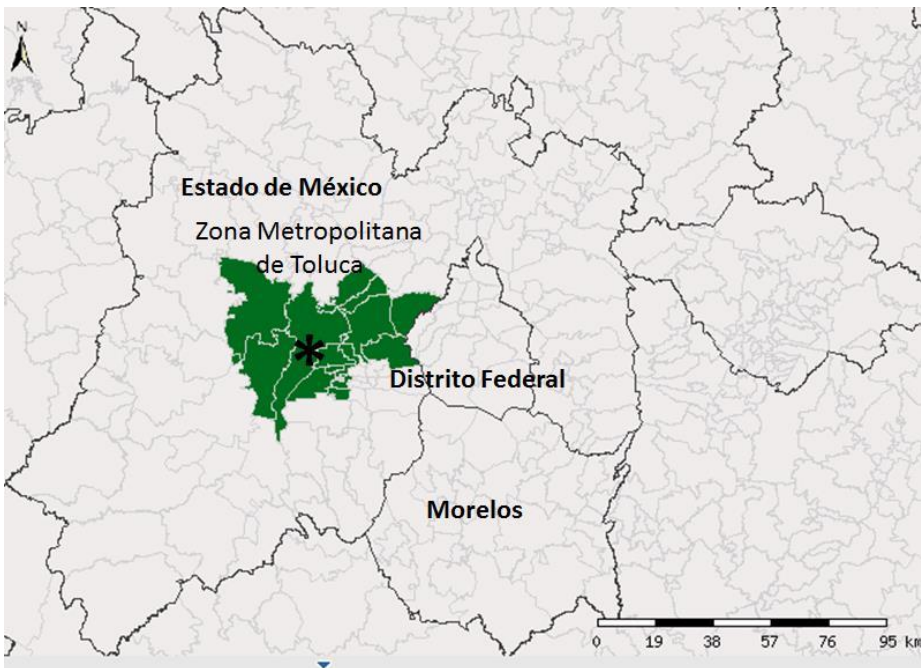 N
Estado de México
Zona Metropolitana
de Toluca
*
Distrito Federal
Morelos
0 19 38 57 76 95 km